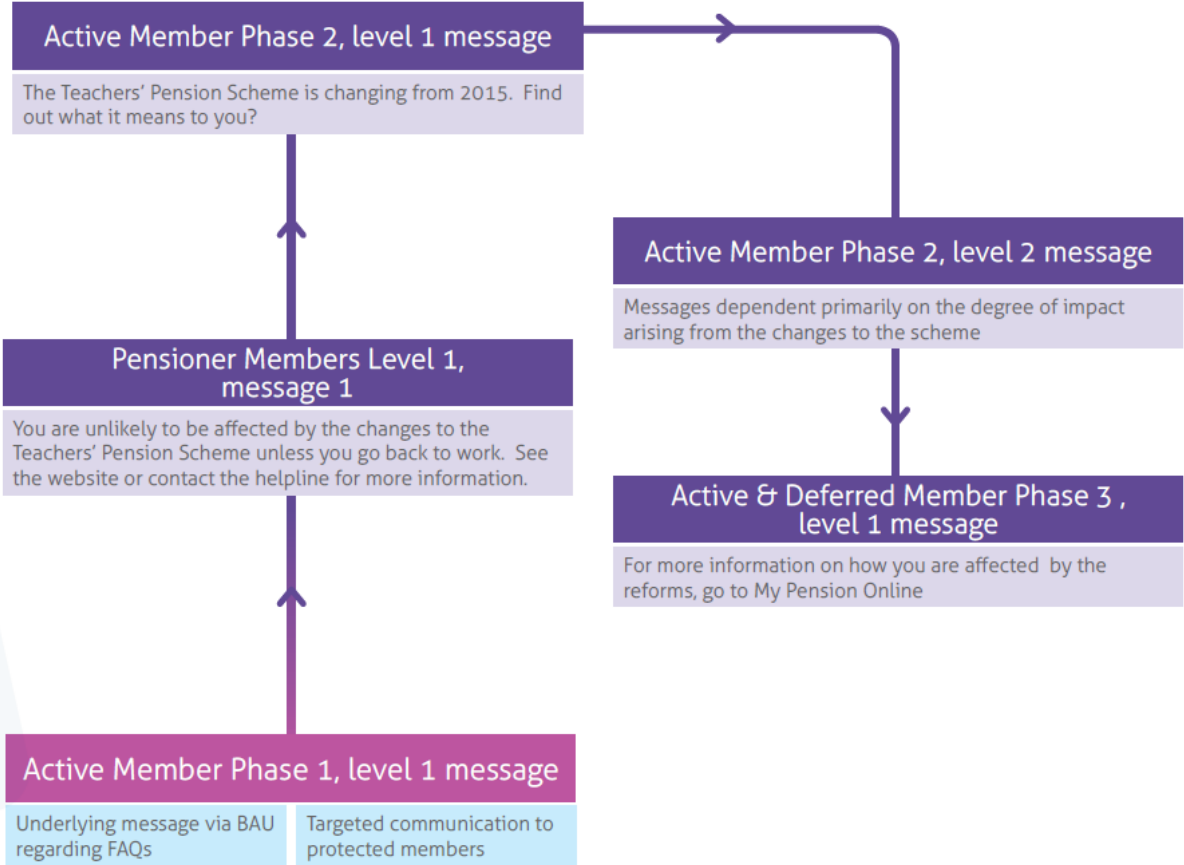 Active Member Phase 2, level 1 message
The Teachers' Pension Scheme is changing from 2015.  Find
out what it means to you?
Active Member Phase 2, level 2 message
Messages dependent primarily on the degree of impact
arising from the changes to the scheme
Pensioner Members Level 1,
message 1
You are unlikely to be affected by the changes to the
Teachers' Pension Scheme unless you go back to work.  See
the website or contact the helpline for more information.
Active & Deferred Member Phase 3 ,
level 1 message
For more information on how you are affected  by the
reforms, go to My Pension Online
Active Member Phase 1, level 1 message
Underlying message via BAU
regarding FAQs
Targeted communication to
protected members